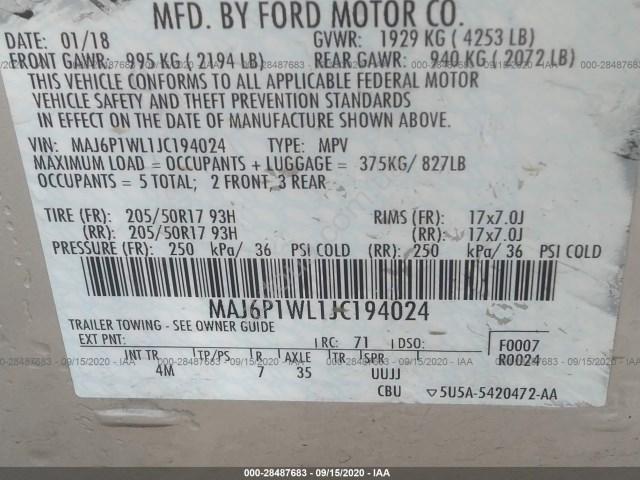 MFD. BY FORD MOTOR CO.
DATE: 01/18 GVWR: 1929 KG ( 4253 LB)
FRONT GAWR: 995 KG ( 2194 LB) REAR GAWR: 940 KG ( 2072 LB)
THIS VEHICLE CONFORMS TO ALL APPLICABLE FEDERAL MOTOR
VEHICLE SAFETY AND THEFT PREVENTION STANDARDS
IN EFFECT ON THE DATE OF MANUFACTURE SHOWN ABOVE.
VIN: MAJ6P1WL1JC194024 TYPE: MPV
MAXIMUM LOAD = OCCUPANTS + LUGGAGE = 375KG/ 827LB
OCCUPANTS = 5 TOTAL; 2 FRONT, 3 REAR
TIRE (FR): 205/50R17 93H RIMS (FR): 17x7.0J
(RR): 205/50R17 93H (RR): 17x7.0J
PRESSURE (FR): 250 kPa/ 36 PSI COLD (RR): 250 kPa/ 36 PSI COLD
MAJ6P1WL1JC194024
TRAILER TOWING - SEE OWNER GUIDE
EXT PNT: RC: 71 DSO: F0007
R0024
INT TR TP/PS R AXLE TR SPR
4M 7 35 UUJJ
CBU 5U5A-5420472-AA
000-28487683 - 09/15/2020 - IAA